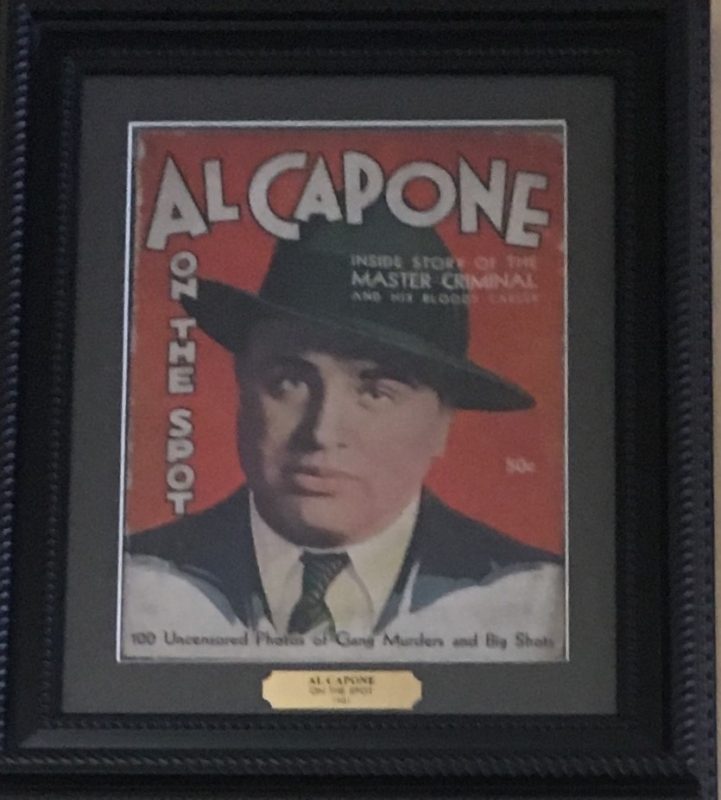 AL CAPONE
ON THE SPOT
INSIDE STORY OF THE
MASTER CRIMINAL
AND HIS BLOODY CAREER
50c
100 Uncensored Photos of Gang Murders and Big Shots
AL CAPONE
ON THE SPOT